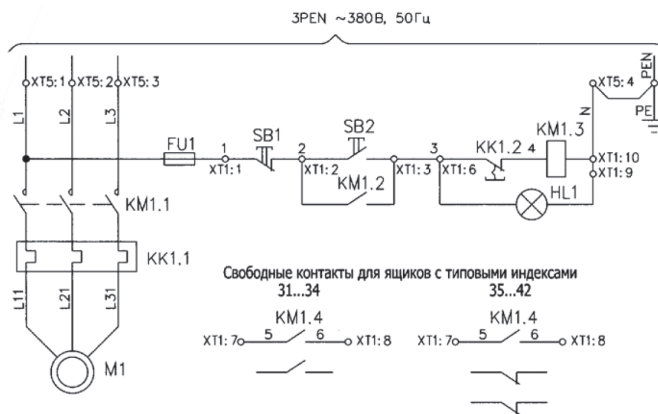 3PEN ~380В, 50Гц
XT5:1 XT5:2 XT5:3 XT5:4 PEN
L1 L2 L3 N PE
FU1 1 SB1 2 SB2 3 KK1.2 4 KM1.3
XT1:1 XT1:2 XT1:3 XT1:6 XT1:10
KM1.2 XT1:9
KM1.1 HL1
KK1.1
Свободные контакты для ящиков с типовыми индексами
31...34 35...42
L11 L21 L31
KM1.4 KM1.4
XT1:7 5 6 XT1:8 XT1:7 5 6 XT1:8
M1